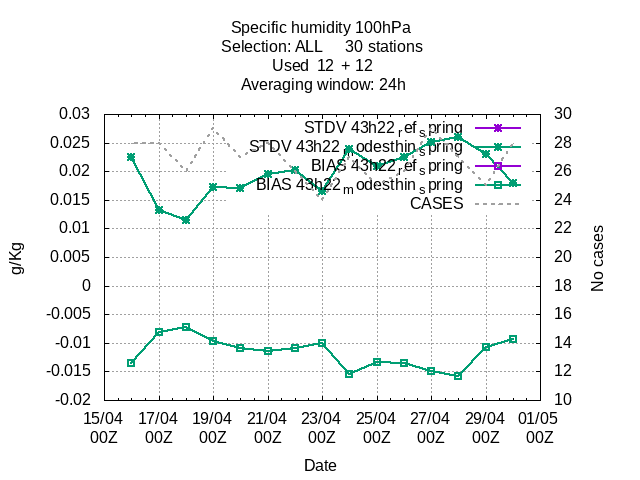 Specific humidity 100hPa
Selection: ALL 30 stations
Used 12 + 12
Averaging window: 24h
STDV 43h22_ref_spring
STDV 43h22_modesthin_spring
BIAS 43h22_ref_spring
BIAS 43h22_modesthin_spring
CASES
0.03
0.025
0.02
0.015
0.01
0.005
0
-0.005
-0.01
-0.015
-0.02
g/Kg
30
28
26
24
22
20
18
16
14
12
10
No cases
15/04 17/04 19/04 21/04 23/04 25/04 27/04 29/04 01/05
00Z 00Z 00Z 00Z 00Z 00Z 00Z 00Z 00Z
Date